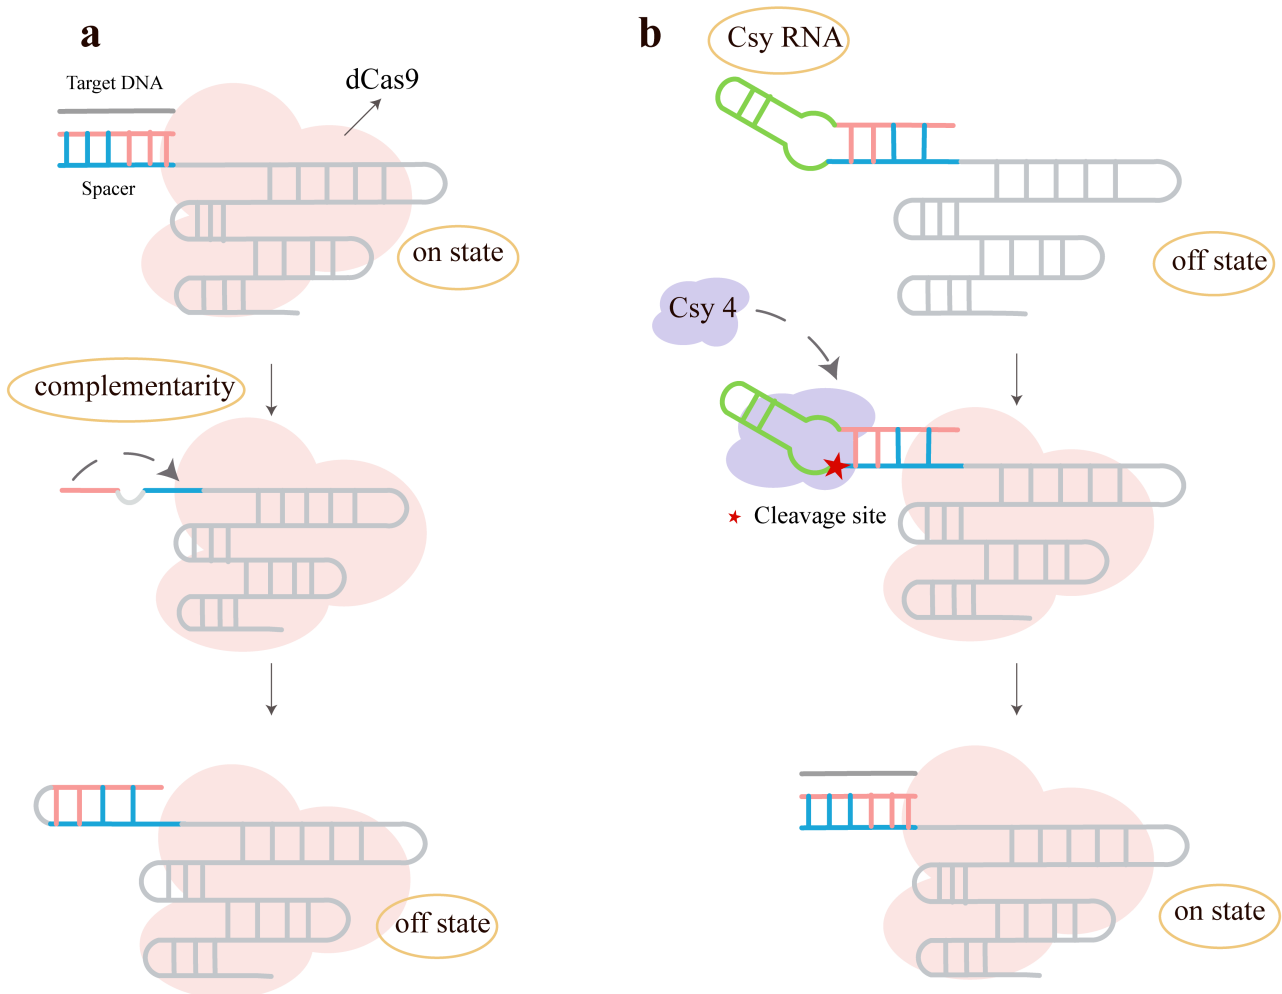 a
Target DNA
dCas9
Spacer
on state
complementarity
off state
b
Csy RNA
off state
Csy 4
Cleavage site
on state